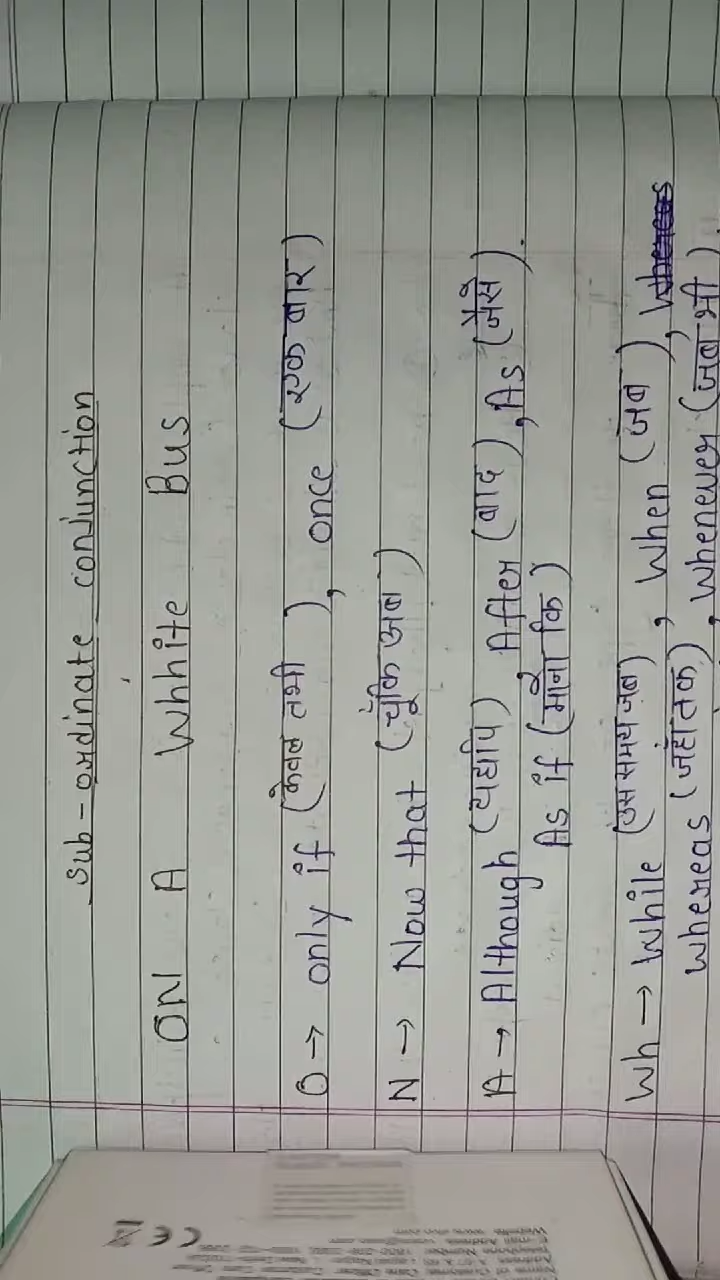 sub-ordinate conjunction
ON A Whhite Bus
O → only if (केवल तभी), once (एक बार)
N → Now that (चूँकि अब)
A → Although (यद्यपि) After (बाद), As (जैसे).
As if (मानो कि)
Wh → While (उस समय जब), when (जब),
whereas (जहाँ तक), whenever (जब भी).
CE